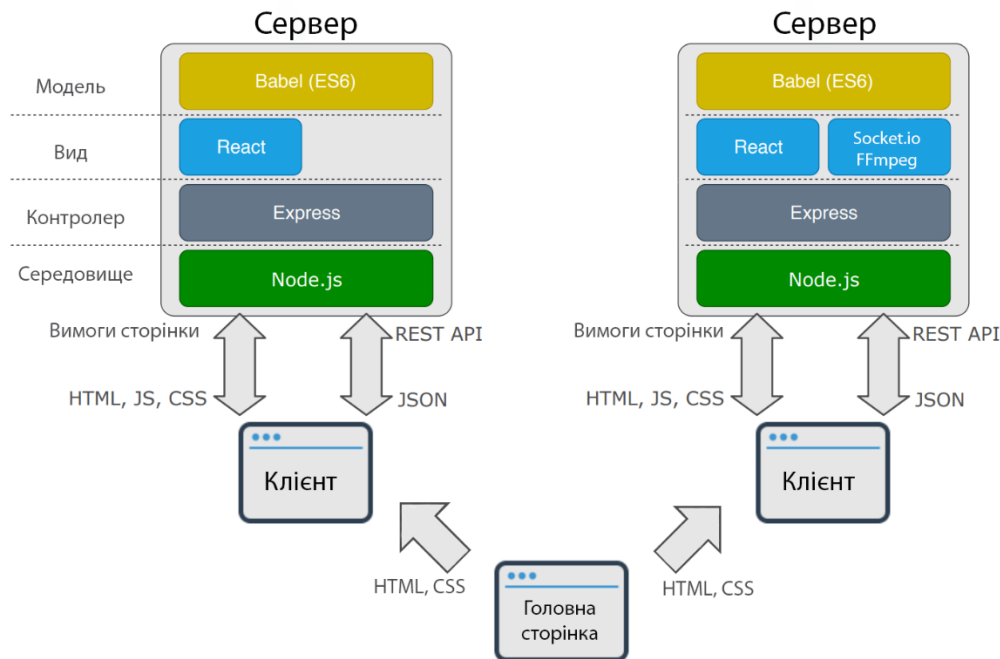 Сервер
Сервер
Модель
Babel (ES6)
Babel (ES6)
Вид
React
React
Socket.io
FFmpeg
Контролер
Express
Express
Середовище
Node.js
Node.js
Вимоги сторінки
REST API
Вимоги сторінки
REST API
HTML, JS, CSS
JSON
HTML, JS, CSS
JSON
Клієнт
Клієнт
HTML, CSS
HTML, CSS
Головна
сторінка